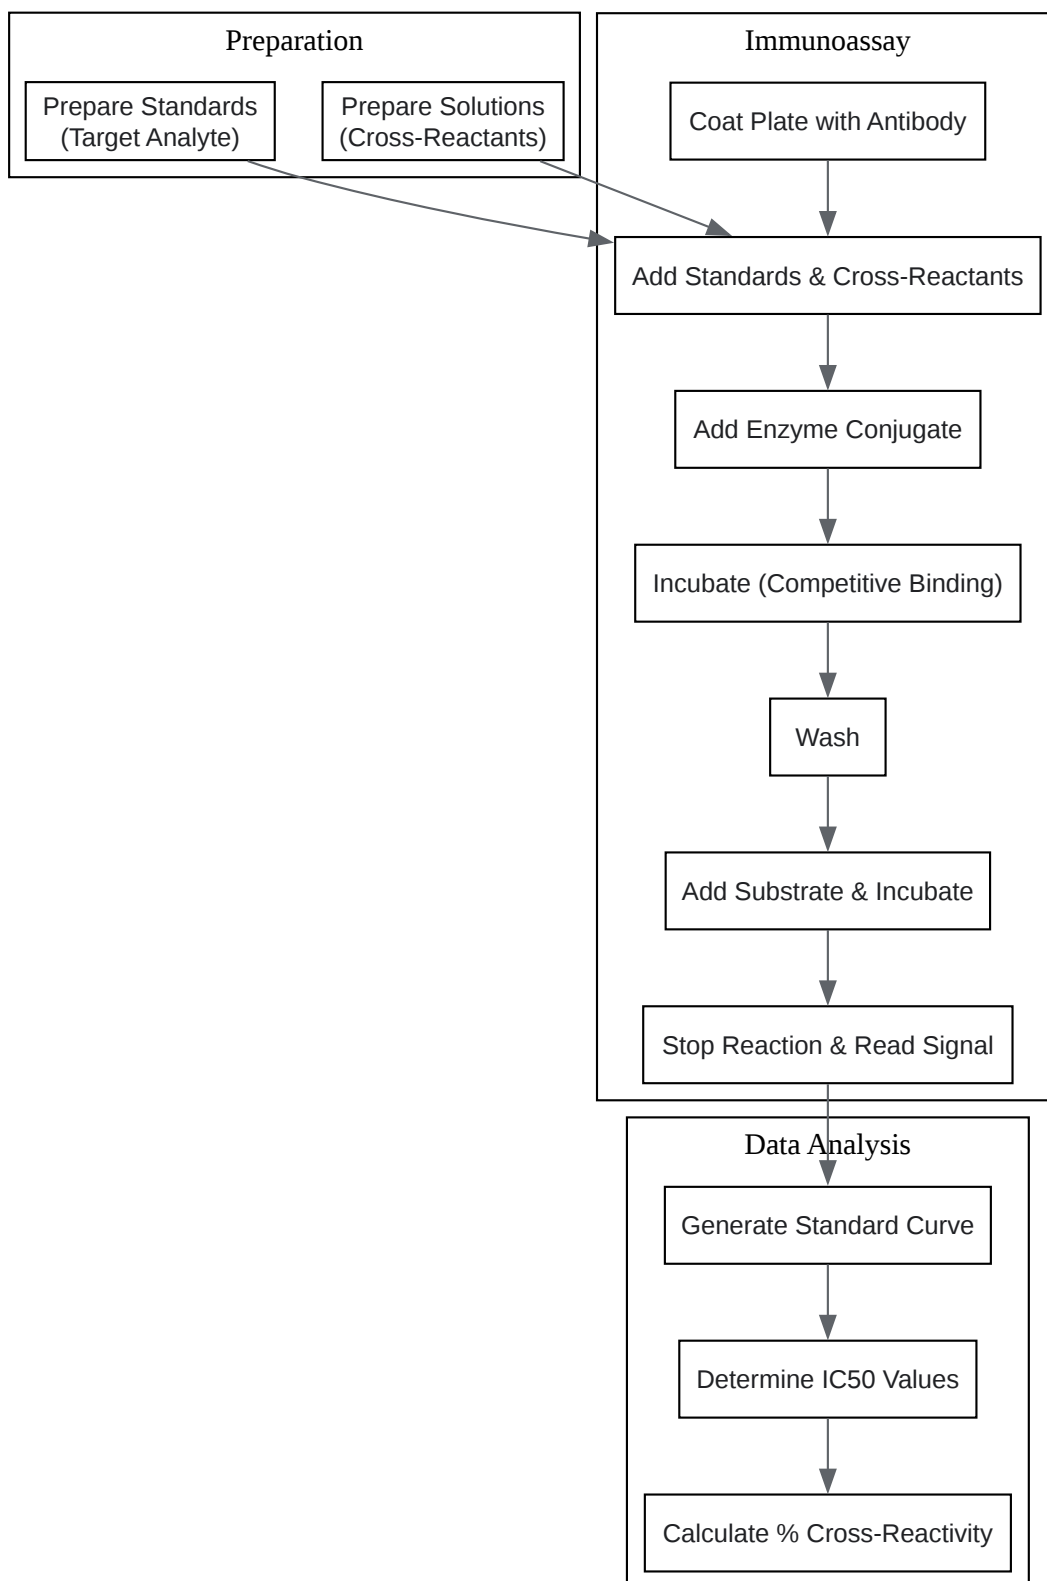 Preparation
Prepare Standards
(Target Analyte)
Prepare Solutions
(Cross-Reactants)
Immunoassay
Coat Plate with Antibody
Add Standards & Cross-Reactants
Add Enzyme Conjugate
Incubate (Competitive Binding)
Wash
Add Substrate & Incubate
Stop Reaction & Read Signal
Data Analysis
Generate Standard Curve
Determine IC50 Values
Calculate % Cross-Reactivity